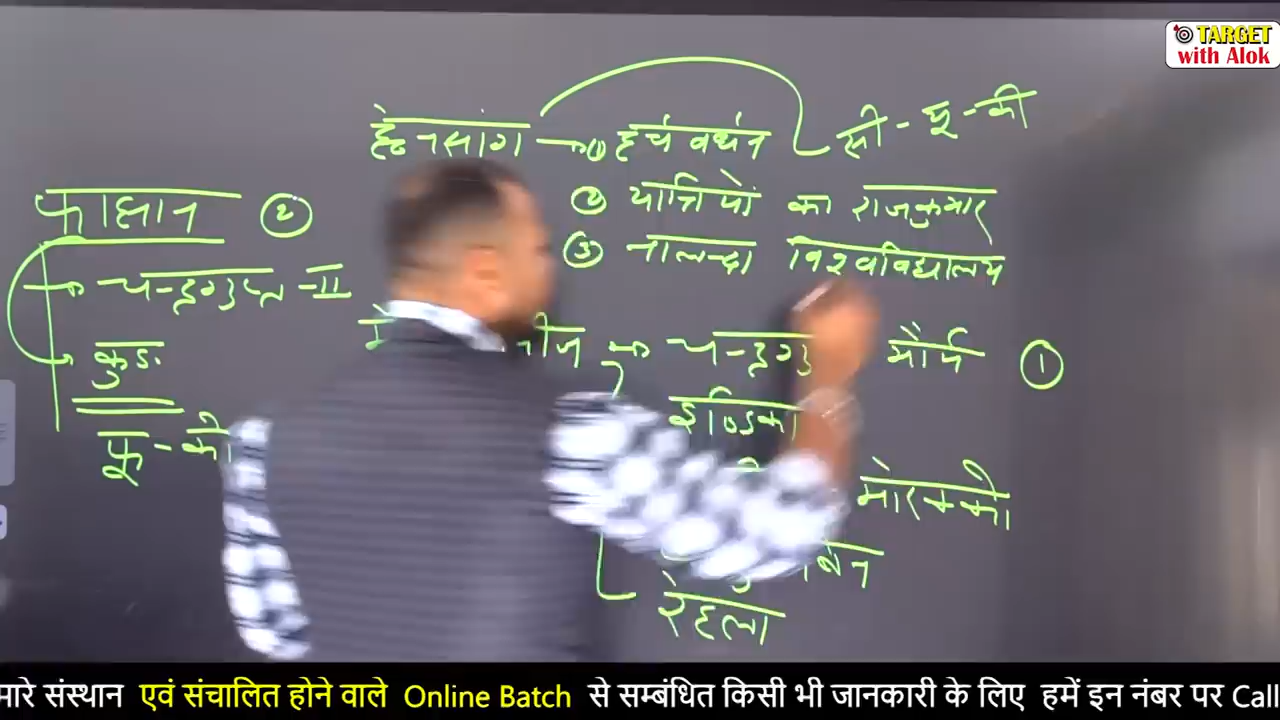 TARGET
with Alok
ह्वेनसांग → ① हर्षवर्धन सी-यू-की
② यात्रियों का राजकुमार
③ नालन्दा विश्वविद्यालय
फाह्यान ②
→ चन्द्रगुप्त-II
फू-को
→ मौर्य ①
इण्डिका
मोरक्को
रेहला
मारे संस्थान एवं संचालित होने वाले Online Batch से सम्बंधित किसी भी जानकारी के लिए हमें इन नंबर पर Call